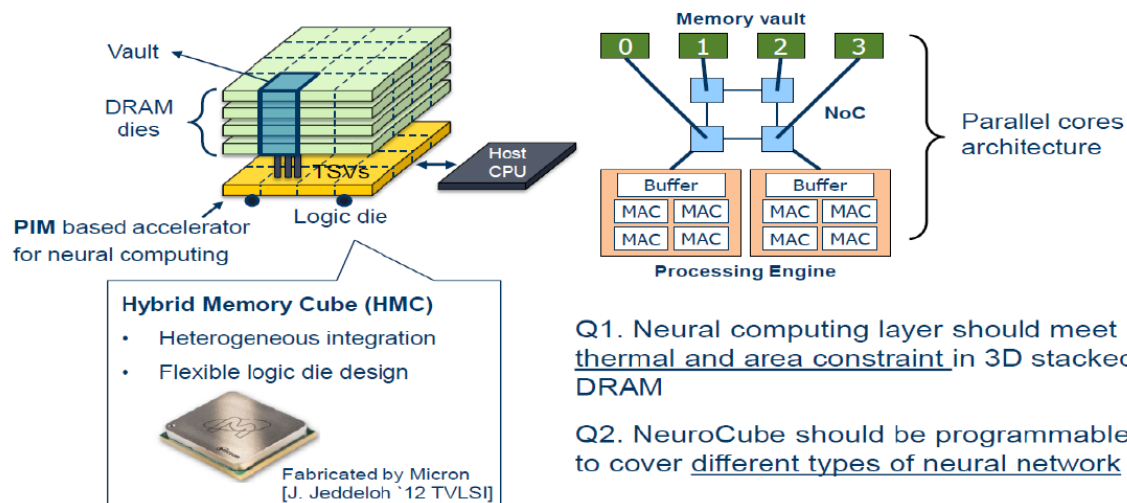 Vault
DRAM
dies
TSVs
Host
CPU
Logic die
PIM based accelerator
for neural computing
Hybrid Memory Cube (HMC)
• Heterogeneous integration
• Flexible logic die design
Fabricated by Micron
[J. Jeddeloh `12 TVLSI]
Memory vault
0 1 2 3
NoC
Parallel cores
architecture
Buffer Buffer
MAC MAC MAC MAC
MAC MAC MAC MAC
Processing Engine
Q1. Neural computing layer should meet
thermal and area constraint in 3D stacked
DRAM
Q2. NeuroCube should be programmable
to cover different types of neural network